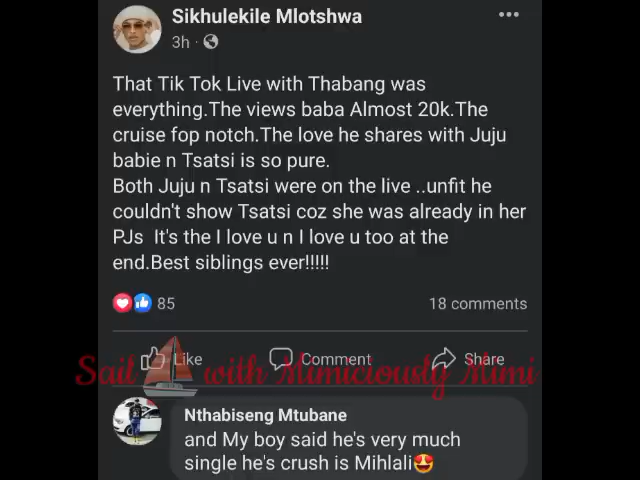 Sikhulekile Mlotshwa
3h ·
That Tik Tok Live with Thabang was
everything.The views baba Almost 20k.The
cruise fop notch.The love he shares with Juju
babie n Tsatsi is so pure.
Both Juju n Tsatsi were on the live ..unfit he
couldn't show Tsatsi coz she was already in her
PJs  It's the I love u n I love u too at the
end.Best siblings ever!!!!!
85
18 comments
Like
Comment
Share
Sail with Mimiciously Mimi
Nthabiseng Mtubane
and My boy said he's very much
single he's crush is Mihlali🤩